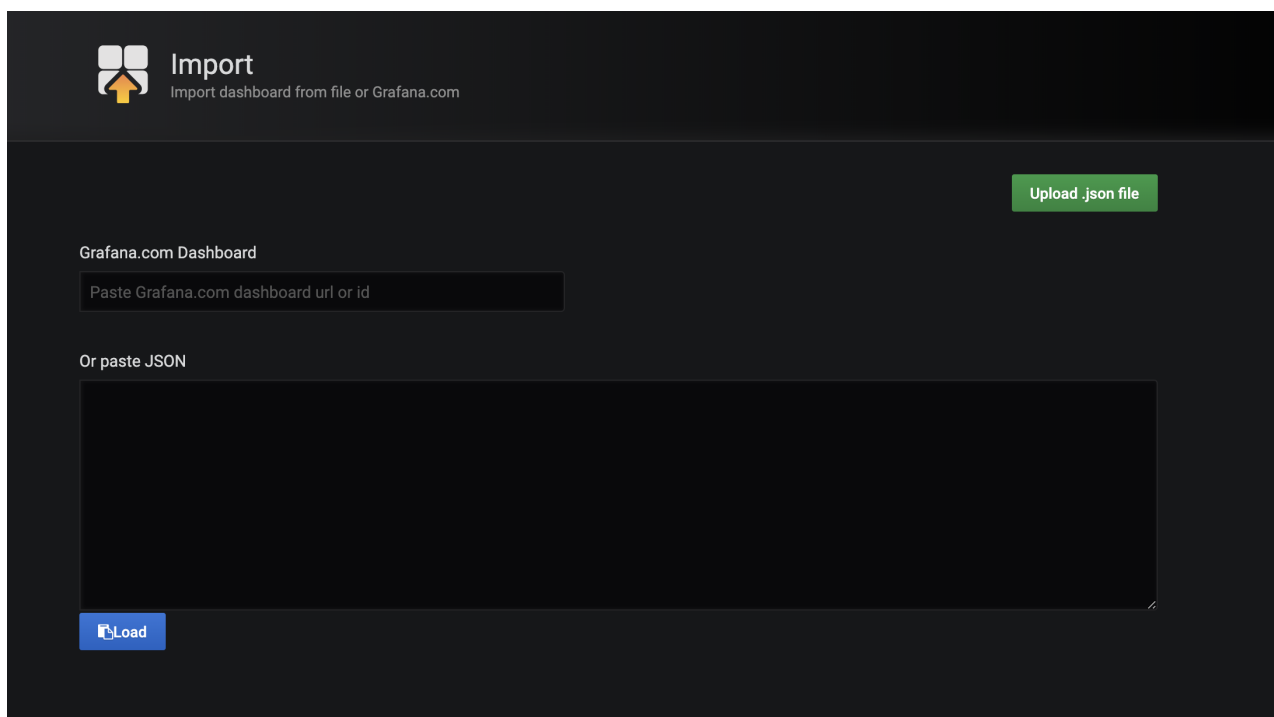 Import
Import dashboard from file or Grafana.com
Upload .json file
Grafana.com Dashboard
Paste Grafana.com dashboard url or id
Or paste JSON
Load